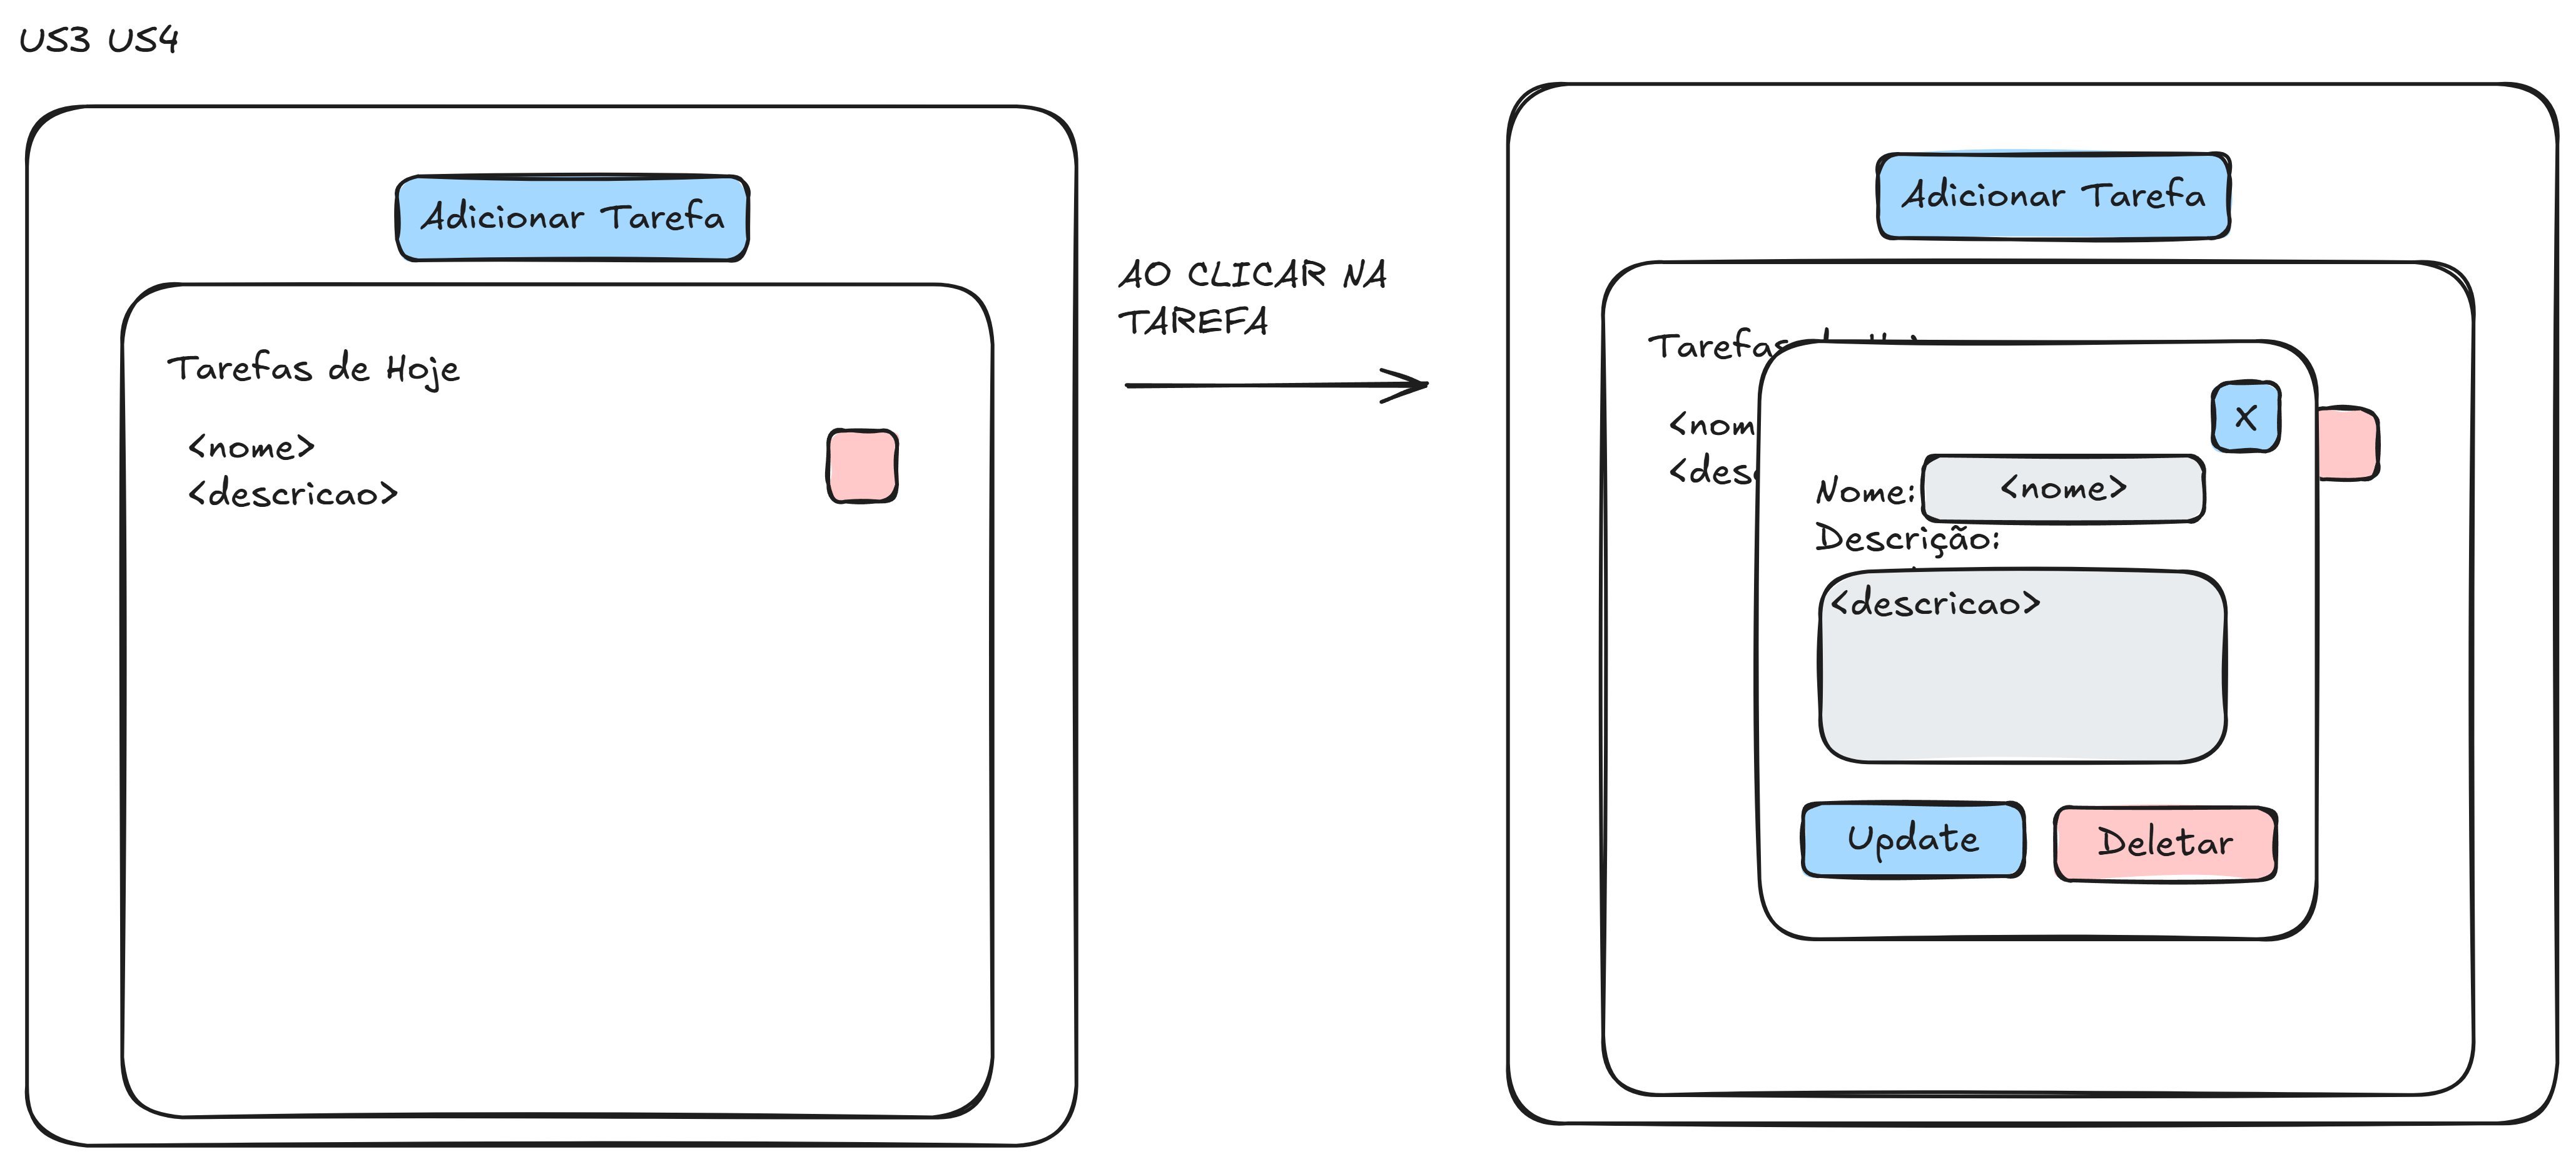 US3 US4
Adicionar Tarefa
Tarefas de Hoje
<nome>
<descricao>
AO CLICAR NA
TAREFA
Adicionar Tarefa
Tarefas
<nom
<des
X
Nome: <nome>
Descrição:
<descricao>
Update
Deletar